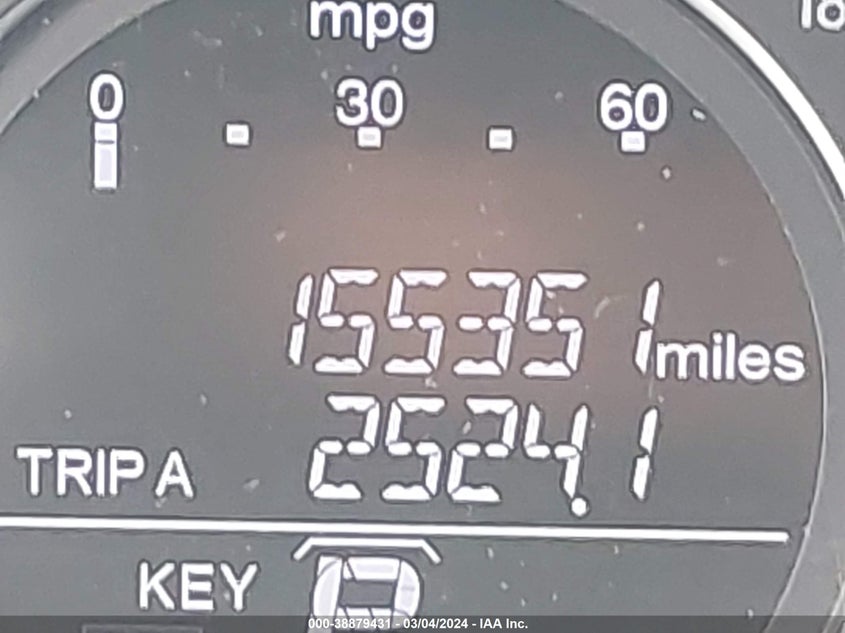 mpg
0 30 60
155351 miles
TRIP A 2524.1
KEY P
000-38879431 - 03/04/2024 - IAA Inc.